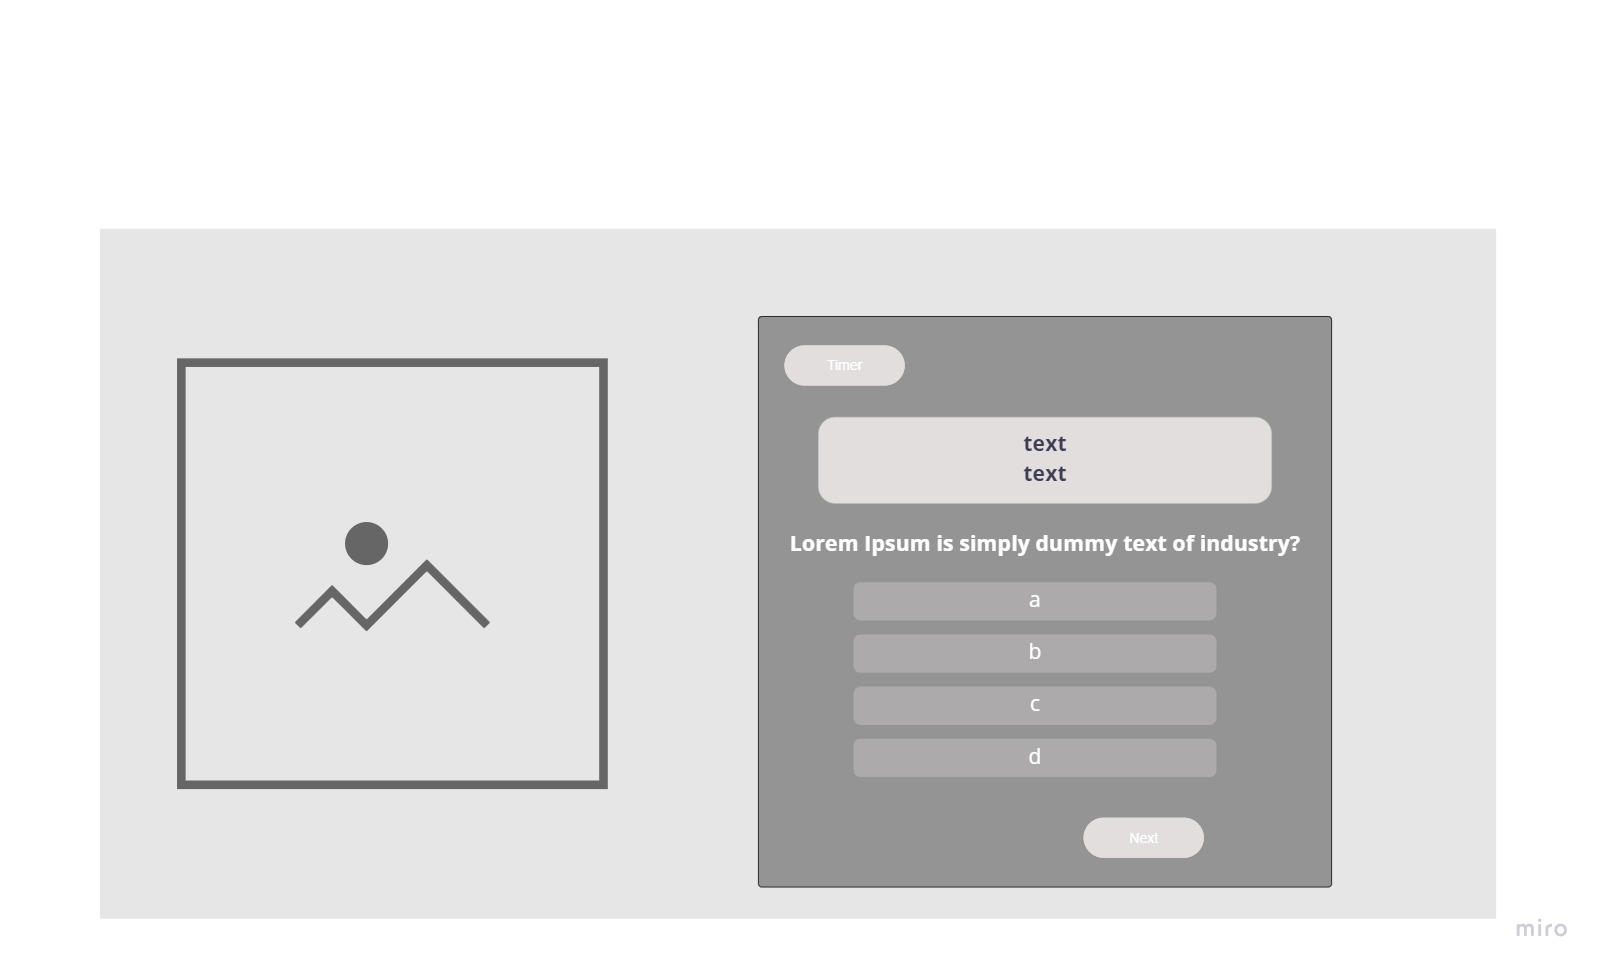 Timer
text
text
Lorem Ipsum is simply dummy text of industry?
a
b
c
d
Next
miro